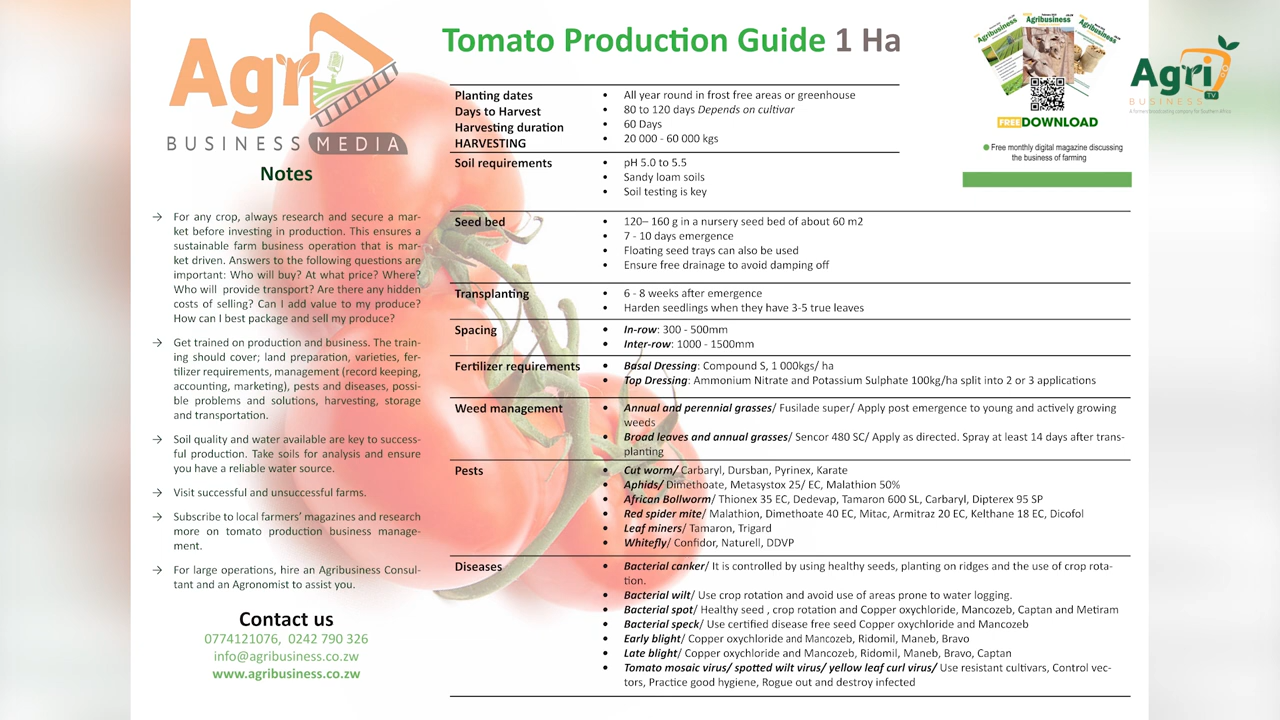 Agri
BUSINESS MEDIA
Tomato Production Guide 1 Ha
Agribusiness
Agribusiness
Agribusiness
FREE DOWNLOAD
Free monthly digital magazine discussing
the business of farming
Agri
TV
BUSINESS
Notes
→ For any crop, always research and secure a mar-
ket before investing in production. This ensures a
sustainable farm business operation that is mar-
ket driven. Answers to the following questions are
important: Who will buy? At what price? Where?
Who will provide transport? Are there any hidden
costs of selling? Can I add value to my produce?
How can I best package and sell my produce?
→ Get trained on production and business. The train-
ing should cover; land preparation, varieties, fer-
tilizer requirements, management (record keeping,
accounting, marketing), pests and diseases, possi-
ble problems and solutions, harvesting, storage
and transportation.
→ Soil quality and water available are key to success-
ful production. Take soils for analysis and ensure
you have a reliable water source.
→ Visit successful and unsuccessful farms.
→ Subscribe to local farmers' magazines and research
more on tomato production business manage-
ment.
→ For large operations, hire an Agribusiness Consul-
tant and an Agronomist to assist you.
Contact us
0774121076, 0242 790 326
info@agribusiness.co.zw
www.agribusiness.co.zw
Planting dates
• All year round in frost free areas or greenhouse
Days to Harvest
• 80 to 120 days Depends on cultivar
Harvesting duration
• 60 Days
HARVESTING
• 20 000 - 60 000 kgs
Soil requirements
• pH 5.0 to 5.5
• Sandy loam soils
• Soil testing is key
Seed bed
• 120– 160 g in a nursery seed bed of about 60 m2
• 7 - 10 days emergence
• Floating seed trays can also be used
• Ensure free drainage to avoid damping off
Transplanting
• 6 - 8 weeks after emergence
• Harden seedlings when they have 3-5 true leaves
Spacing
• In-row: 300 - 500mm
• Inter-row: 1000 - 1500mm
Fertilizer requirements
• Basal Dressing: Compound S, 1 000kgs/ ha
• Top Dressing: Ammonium Nitrate and Potassium Sulphate 100kg/ha split into 2 or 3 applications
Weed management
• Annual and perennial grasses/ Fusilade super/ Apply post emergence to young and actively growing
weeds
• Broad leaves and annual grasses/ Sencor 480 SC/ Apply as directed. Spray at least 14 days after trans-
planting
Pests
• Cut worm/ Carbaryl, Dursban, Pyrinex, Karate
• Aphids/ Dimethoate, Metasystox 25/ EC, Malathion 50%
• African Bollworm/ Thionex 35 EC, Dedevap, Tamaron 600 SL, Carbaryl, Dipterex 95 SP
• Red spider mite/ Malathion, Dimethoate 40 EC, Mitac, Armitraz 20 EC, Kelthane 18 EC, Dicofol
• Leaf miners/ Tamaron, Trigard
• Whitefly/ Confidor, Naturell, DDVP
Diseases
• Bacterial canker/ It is controlled by using healthy seeds, planting on ridges and the use of crop rota-
tion.
• Bacterial wilt/ Use crop rotation and avoid use of areas prone to water logging.
• Bacterial spot/ Healthy seed , crop rotation and Copper oxychloride, Mancozeb, Captan and Metiram
• Bacterial speck/ Use certified disease free seed Copper oxychloride and Mancozeb
• Early blight/ Copper oxychloride and Mancozeb, Ridomil, Maneb, Bravo
• Late blight/ Copper oxychloride and Mancozeb, Ridomil, Maneb, Bravo, Captan
• Tomato mosaic virus/ spotted wilt virus/ yellow leaf curl virus/ Use resistant cultivars, Control vec-
tors, Practice good hygiene, Rogue out and destroy infected